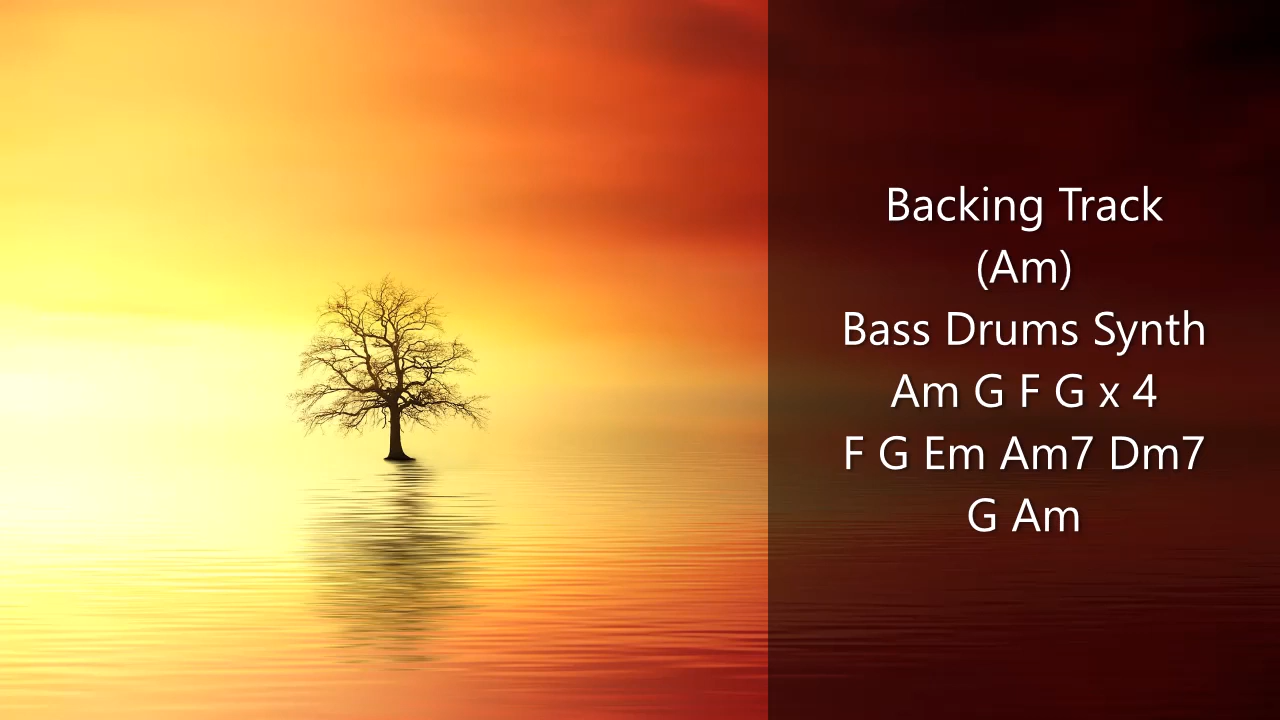 Backing Track
(Am)
Bass Drums Synth
Am G F G x 4
F G Em Am7 Dm7
G Am